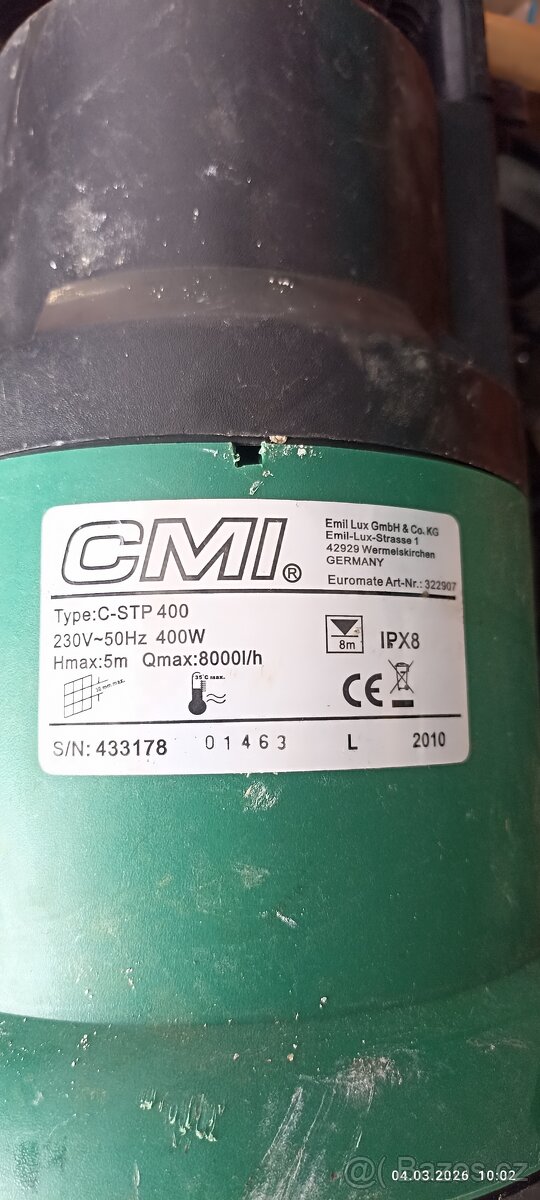 CMI®
Emil Lux GmbH & Co. KG
Emil-Lux-Strasse 1
42929 Wermelskirchen
GERMANY
Euromate Art-Nr.: 322907
Type:C-STP 400
230V~50Hz 400W
Hmax:5m Qmax:8000l/h
8m
IPX8
35°C max.
CE
S/N: 433178 01463 L 2010
@ Bazos.cz
04.03.2026 10:02